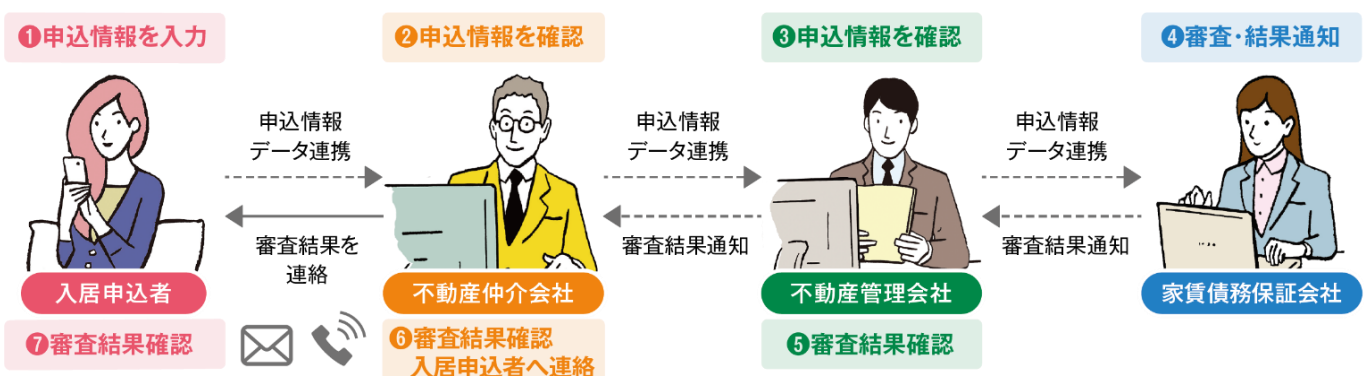 ❶申込情報を入力
❷申込情報を確認
❸申込情報を確認
❹審査・結果通知
申込情報
データ連携
申込情報
データ連携
申込情報
データ連携
審査結果を
連絡
審査結果通知
審査結果通知
入居申込者
不動産仲介会社
不動産管理会社
家賃債務保証会社
❼審査結果確認
❻審査結果確認
入居申込者へ連絡
❺審査結果確認